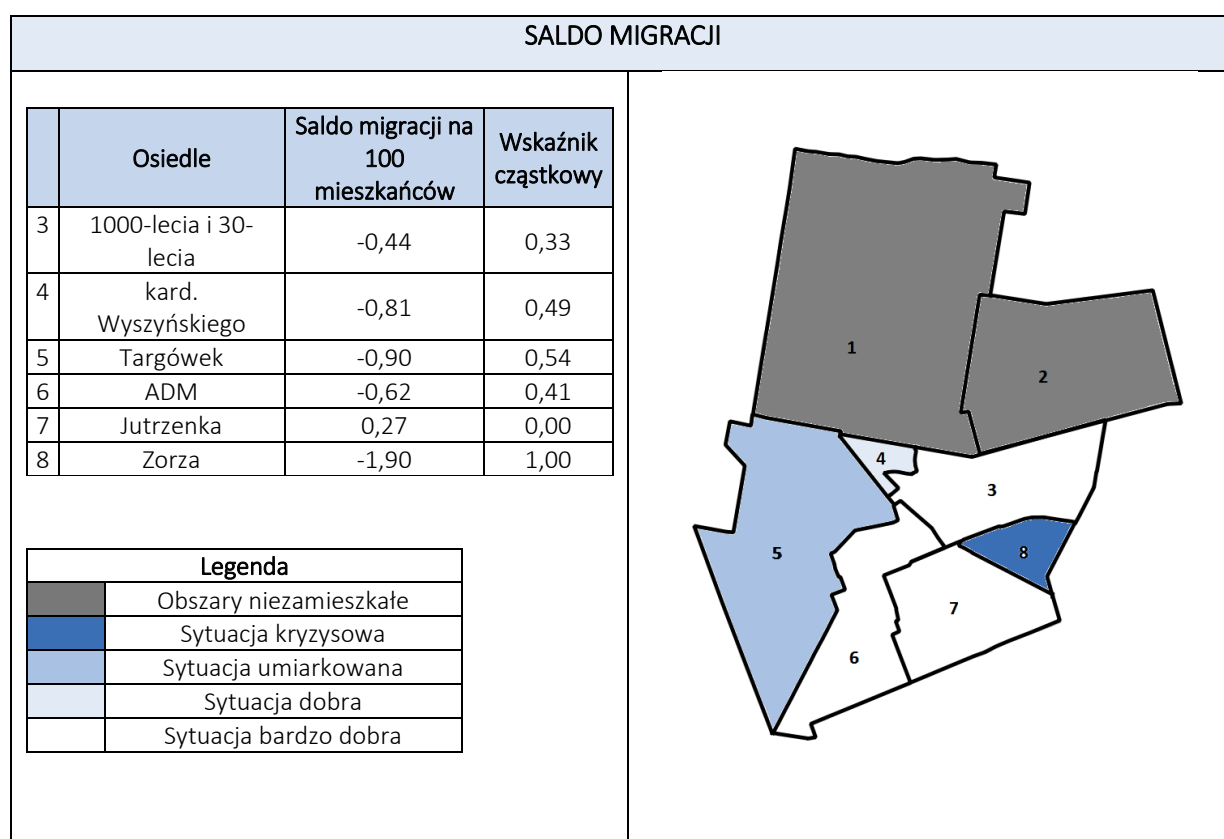 SALDO MIGRACJI
Osiedle
Saldo migracji na
100
mieszkańców
Wskaźnik
cząstkowy
3
1000-lecia i 30-
lecia
-0,44
0,33
4
kard.
Wyszyńskiego
-0,81
0,49
5 Targówek -0,90 0,54
6 ADM -0,62 0,41
7 Jutrzenka 0,27 0,00
8 Zorza -1,90 1,00
Legenda
Obszary niezamieszkałe
Sytuacja kryzysowa
Sytuacja umiarkowana
Sytuacja dobra
Sytuacja bardzo dobra
1
2
4
3
5
8
7
6